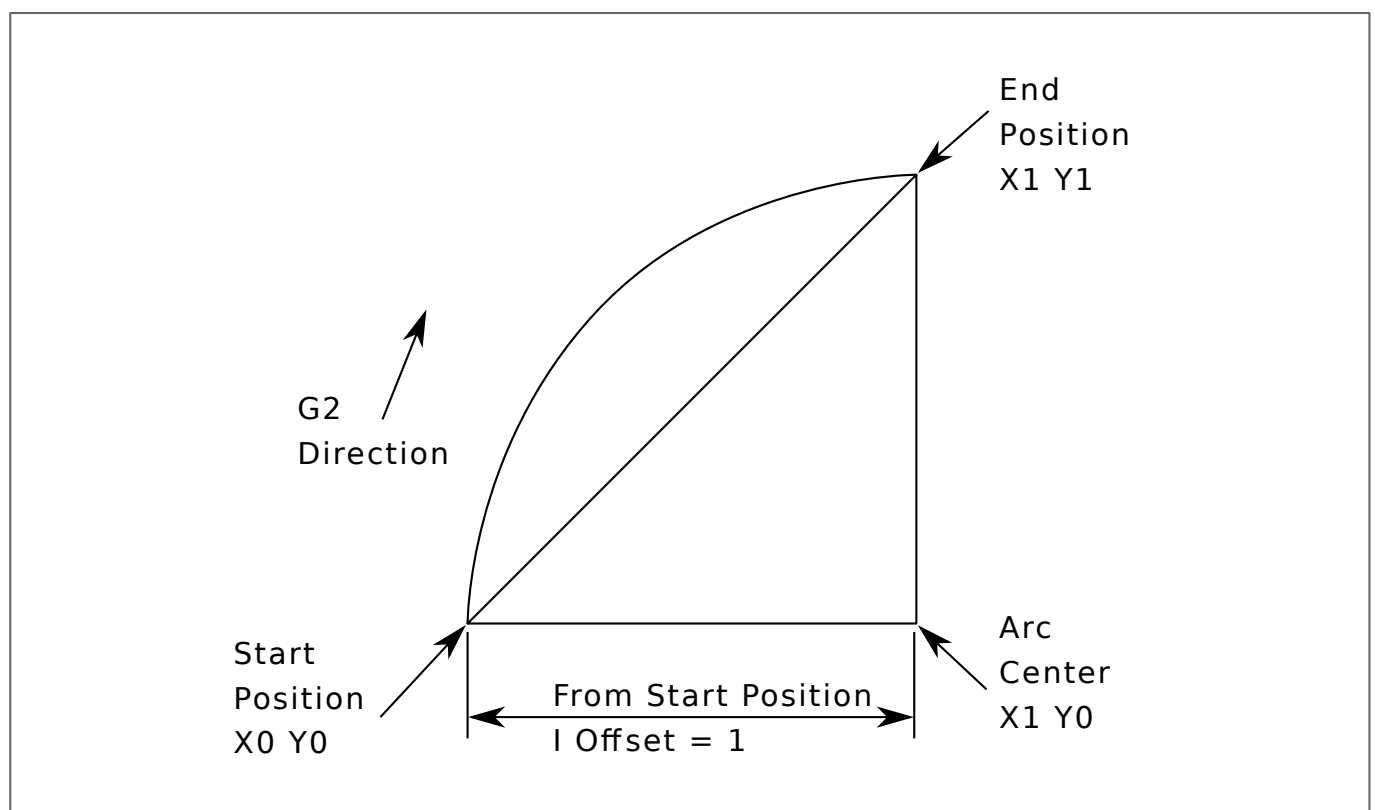 End
Position
X1 Y1
G2
Direction
Start
Position
X0 Y0
From Start Position
I Offset = 1
Arc
Center
X1 Y0